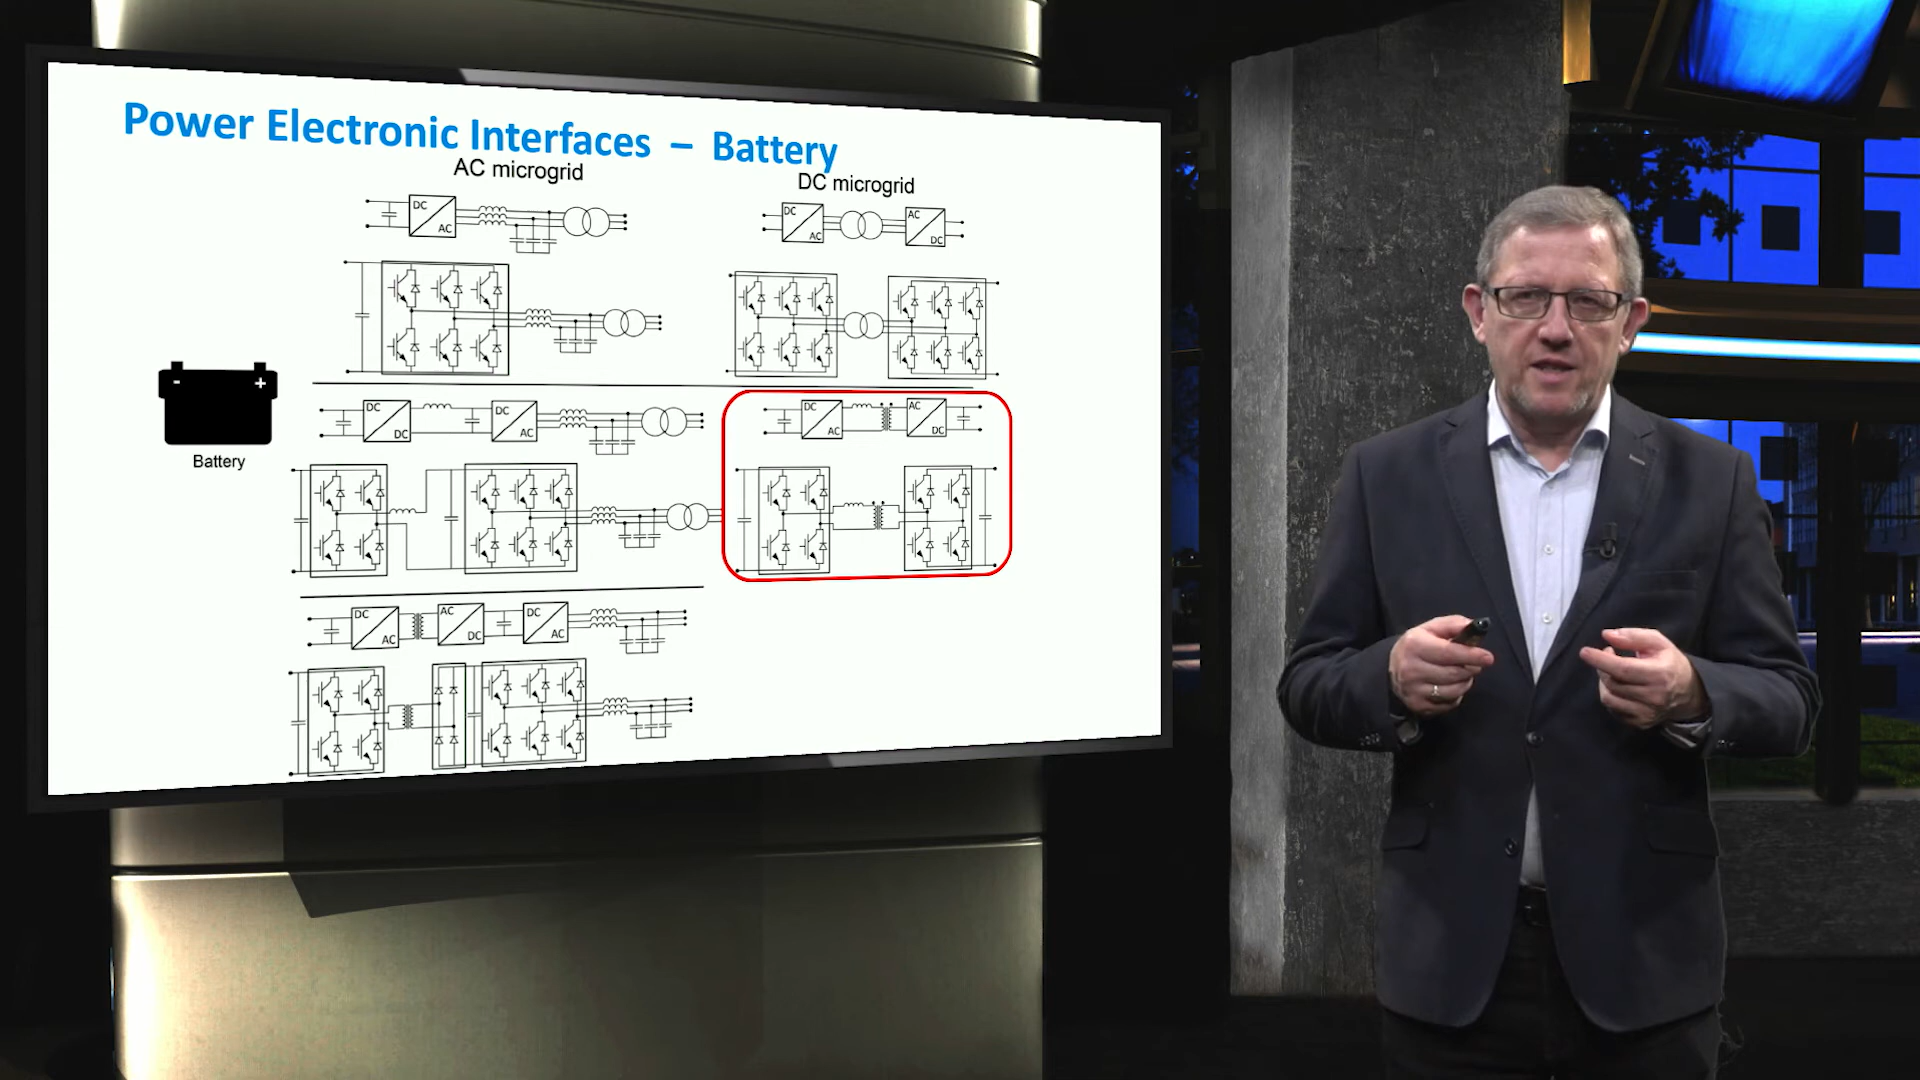 Power Electronic Interfaces – Battery
AC microgrid
DC microgrid
DC
AC
DC
AC
AC
DC
- +
Battery
DC
DC
DC
AC
DC
AC
AC
DC
DC
AC
AC
DC
DC
AC